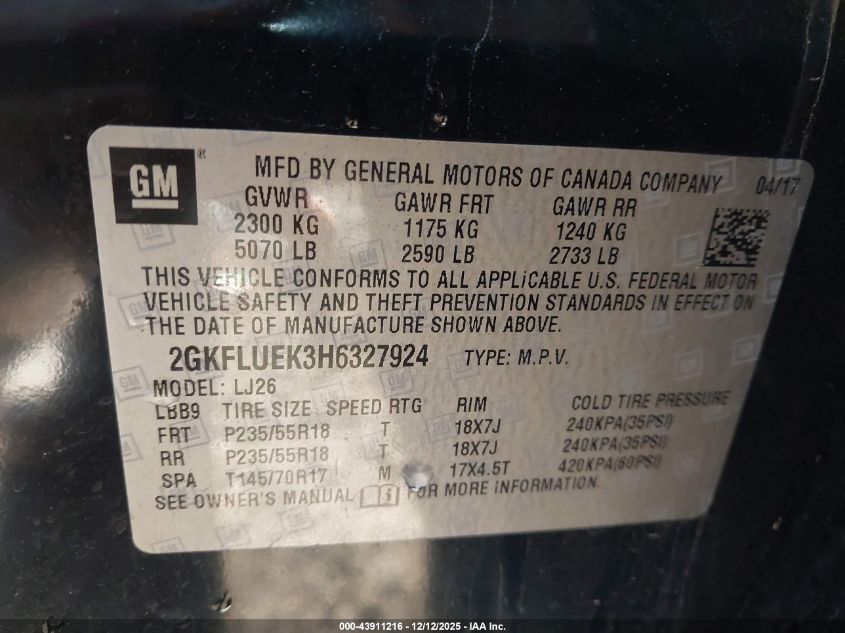 GM ® MFD BY GENERAL MOTORS OF CANADA COMPANY 04/17
GVWR GAWR FRT GAWR RR
2300 KG 1175 KG 1240 KG
5070 LB 2590 LB 2733 LB
THIS VEHICLE CONFORMS TO ALL APPLICABLE U.S. FEDERAL MOTOR
VEHICLE SAFETY AND THEFT PREVENTION STANDARDS IN EFFECT ON
THE DATE OF MANUFACTURE SHOWN ABOVE.
2GKFLUEK3H6327924 TYPE: M.P.V.
MODEL: LJ26
LBB9 TIRE SIZE SPEED RTG RIM COLD TIRE PRESSURE
FRT P235/55R18 T 18X7J 240KPA(35PSI)
RR P235/55R18 T 18X7J 240KPA(35PSI)
SPA T145/70R17 M 17X4.5T 420KPA(60PSI)
SEE OWNER'S MANUAL i FOR MORE INFORMATION.
000-43911216 - 12/12/2025 - IAA Inc.